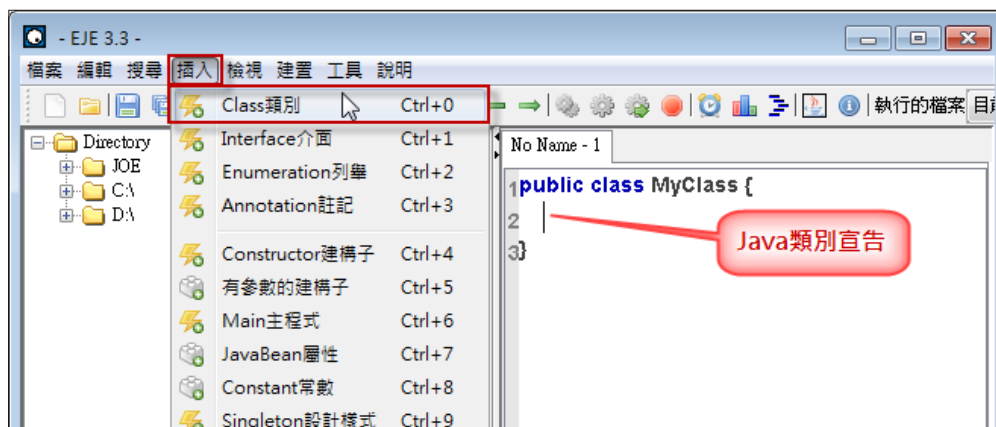 - EJE 3.3 -
檔案 編輯 搜尋 插入 檢視 建置 工具 說明
執行的檔案 目前
Class類別 Ctrl+0
Interface介面 Ctrl+1
Enumeration列舉 Ctrl+2
Annotation註記 Ctrl+3
Constructor建構子 Ctrl+4
有參數的建構子 Ctrl+5
Main主程式 Ctrl+6
JavaBean屬性 Ctrl+7
Constant常數 Ctrl+8
Singleton設計樣式 Ctrl+9
Directory
JOE
C:\
D:\
No Name - 1
1public class MyClass {
2
3}
Java類別宣告